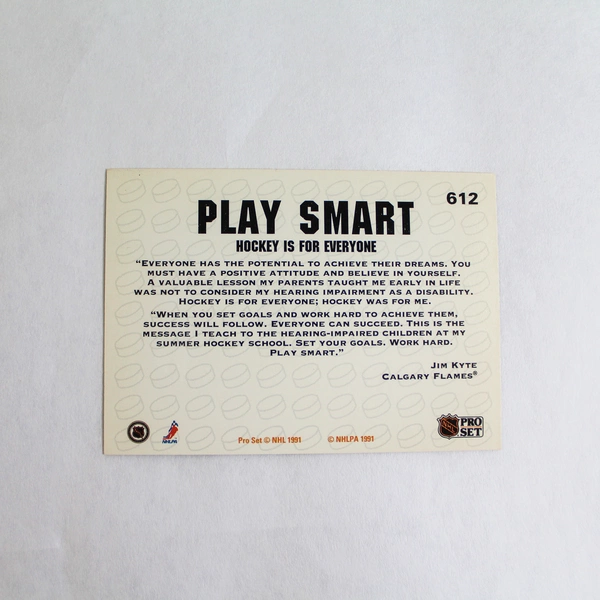 612
PLAY SMART
HOCKEY IS FOR EVERYONE
"EVERYONE HAS THE POTENTIAL TO ACHIEVE THEIR DREAMS. YOU
MUST HAVE A POSITIVE ATTITUDE AND BELIEVE IN YOURSELF.
A VALUABLE LESSON MY PARENTS TAUGHT ME EARLY IN LIFE
WAS NOT TO CONSIDER MY HEARING IMPAIRMENT AS A DISABILITY.
HOCKEY IS FOR EVERYONE; HOCKEY WAS FOR ME.
"WHEN YOU SET GOALS AND WORK HARD TO ACHIEVE THEM,
SUCCESS WILL FOLLOW. EVERYONE CAN SUCCEED. THIS IS THE
MESSAGE I TEACH TO THE HEARING-IMPAIRED CHILDREN AT MY
SUMMER HOCKEY SCHOOL. SET YOUR GOALS. WORK HARD.
PLAY SMART."
JIM KYTE
CALGARY FLAMES®
NHLPA
Pro Set © NHL 1991
© NHLPA 1991
NHL
PRO
SET